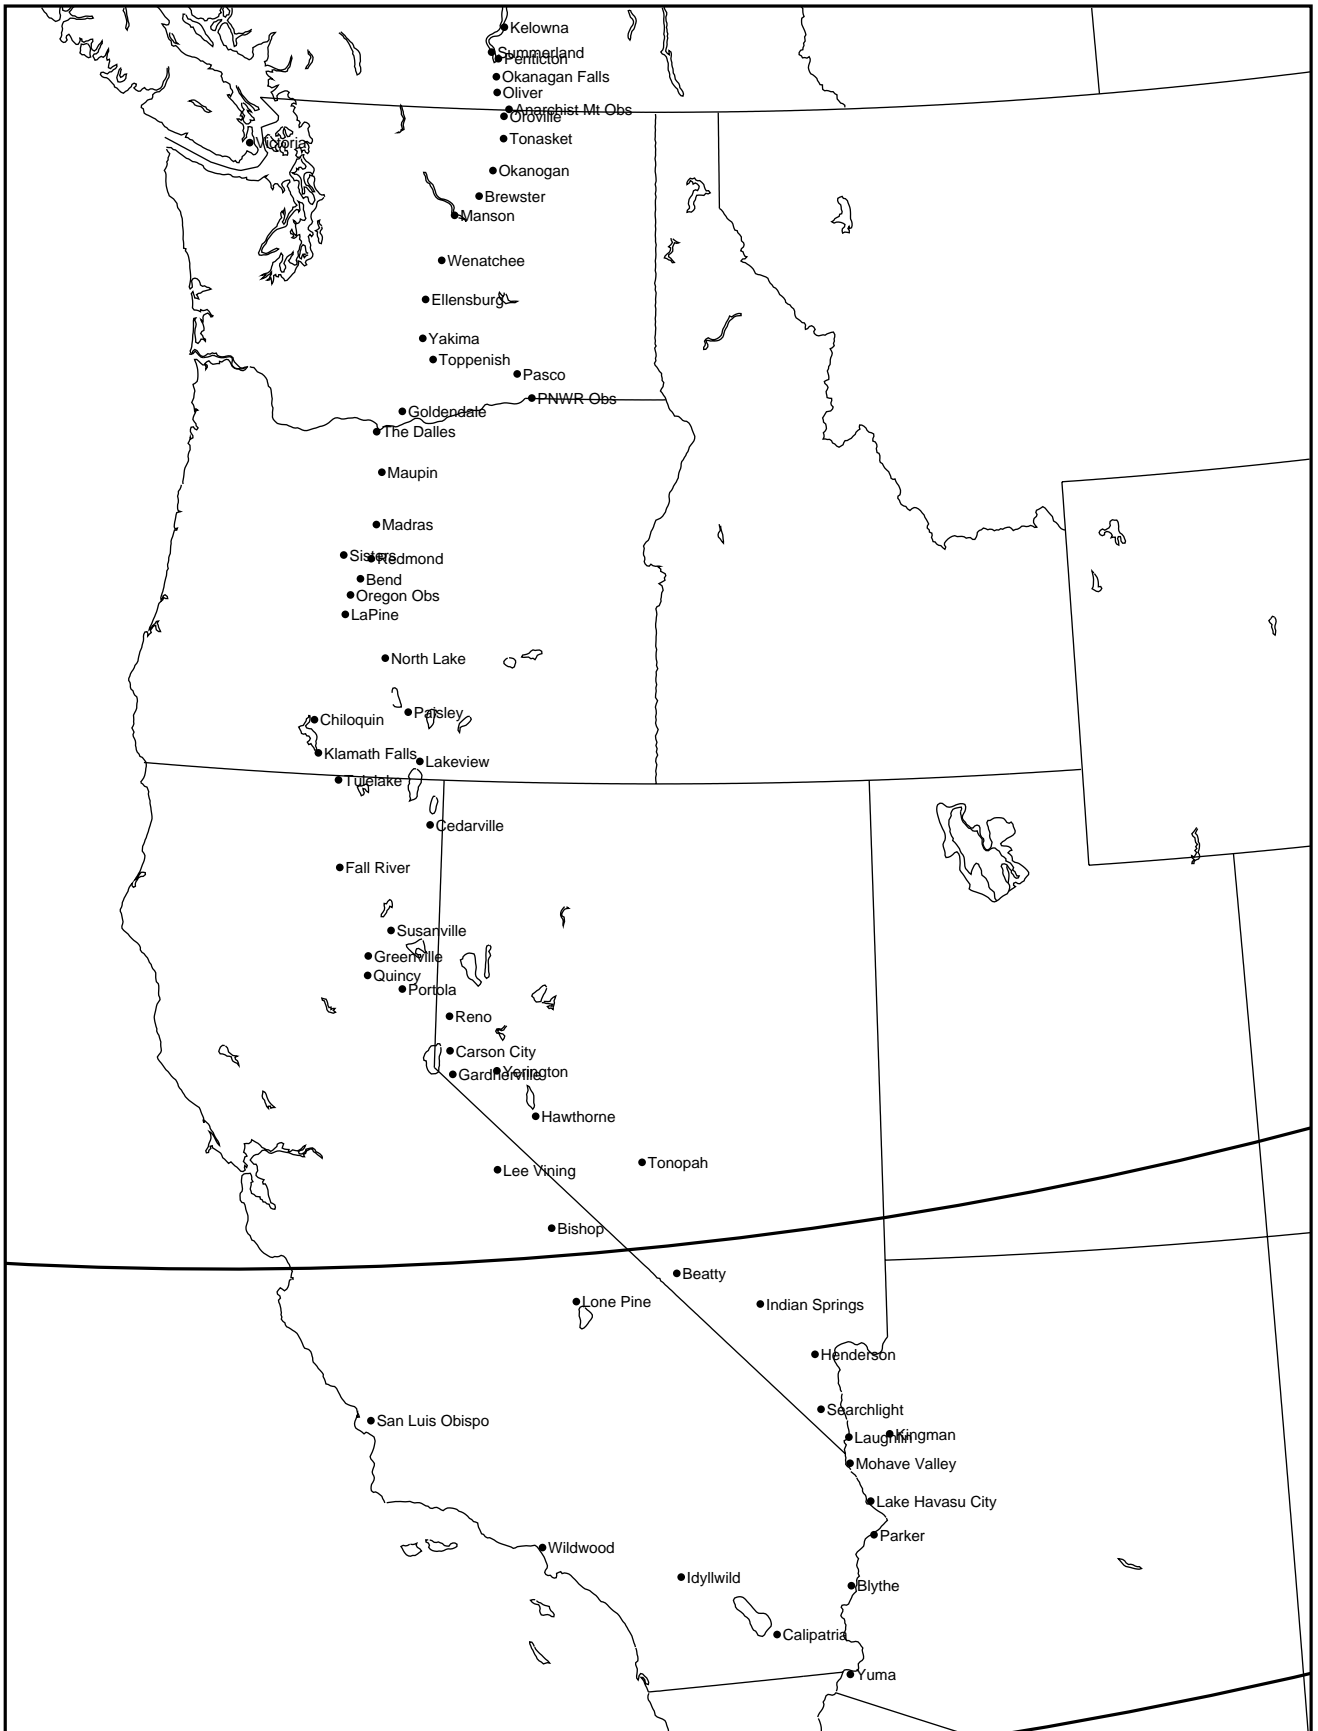 Kelowna
Summerland
Penticton
Okanagan Falls
Oliver
Anarchist Mt Obs
Oroville
Tonasket
Victoria
Okanogan
Brewster
Manson
Wenatchee
Ellensburg
Yakima
Toppenish
Pasco
PNWR Obs
Goldendale
The Dalles
Maupin
Madras
Sisters
Redmond
Bend
Oregon Obs
LaPine
North Lake
Paisley
Chiloquin
Klamath Falls
Lakeview
Tulelake
Cedarville
Fall River
Susanville
Greenville
Quincy
Portola
Reno
Carson City
Yerington
Gardnerville
Hawthorne
Tonopah
Lee Vining
Bishop
Beatty
Lone Pine
Indian Springs
Henderson
Searchlight
San Luis Obispo
Kingman
Laughlin
Mohave Valley
Lake Havasu City
Parker
Wildwood
Idyllwild
Blythe
Calipatria
Yuma